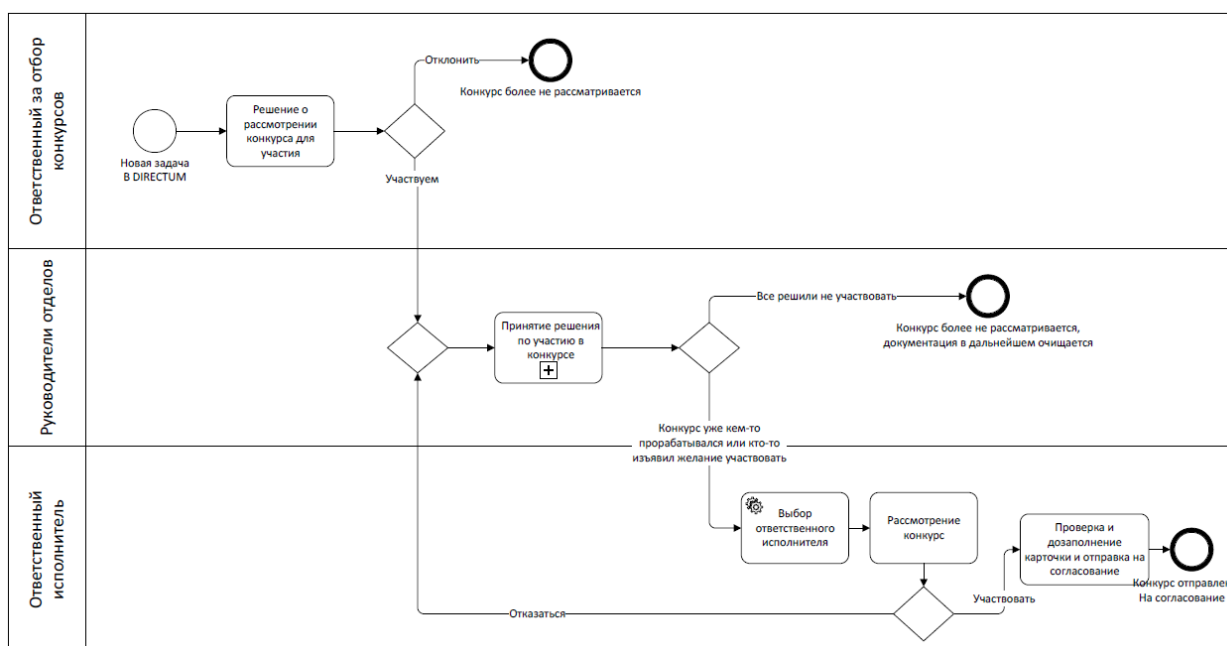 Ответственный за отбор
конкурсов
Отклонить
Конкурс более не рассматривается
Решение о
рассмотрении
конкурса для
участия
Новая задача
В DIRECTUM
Участвуем
Руководители отделов
Все решили не участвовать
Принятие решения
по участию в
конкурсе
Конкурс более не рассматривается,
документация в дальнейшем очищается
Конкурс уже кем-то
прорабатывался или кто-то
изъявил желание участвовать
Ответственный
исполнитель
Выбор
ответственного
исполнителя
Рассмотрение
конкурс
Проверка и
дозаполнение
карточки и отправка на
согласование
Конкурс отправлен
На согласование
Участвовать
Отказаться